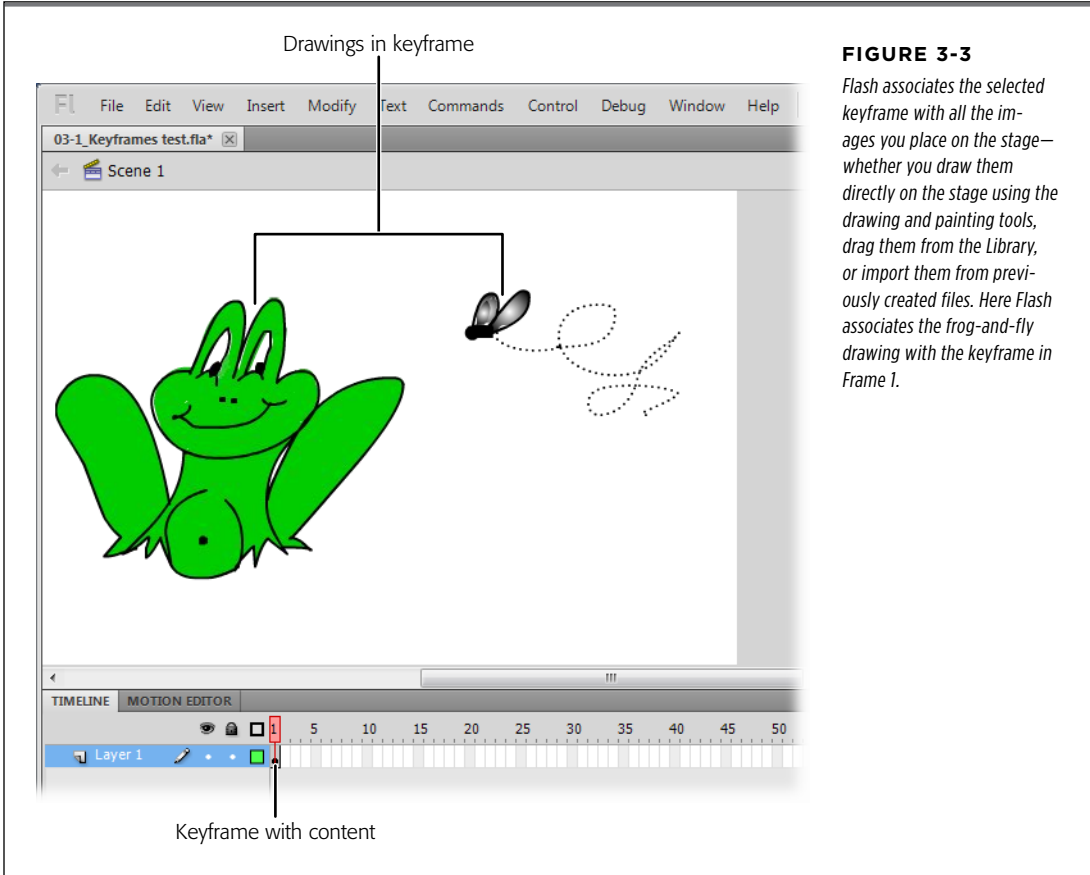 Drawings in keyframe
Fl File Edit View Insert Modify Text Commands Control Debug Window Help
03-1_Keyframes test.fla*
Scene 1
TIMELINE MOTION EDITOR
1 5 10 15 20 25 30 35 40 45 50
Layer 1
Keyframe with content
FIGURE 3-3
Flash associates the selected
keyframe with all the im-
ages you place on the stage—
whether you draw them
directly on the stage using the
drawing and painting tools,
drag them from the Library,
or import them from previ-
ously created files. Here Flash
associates the frog-and-fly
drawing with the keyframe in
Frame 1.